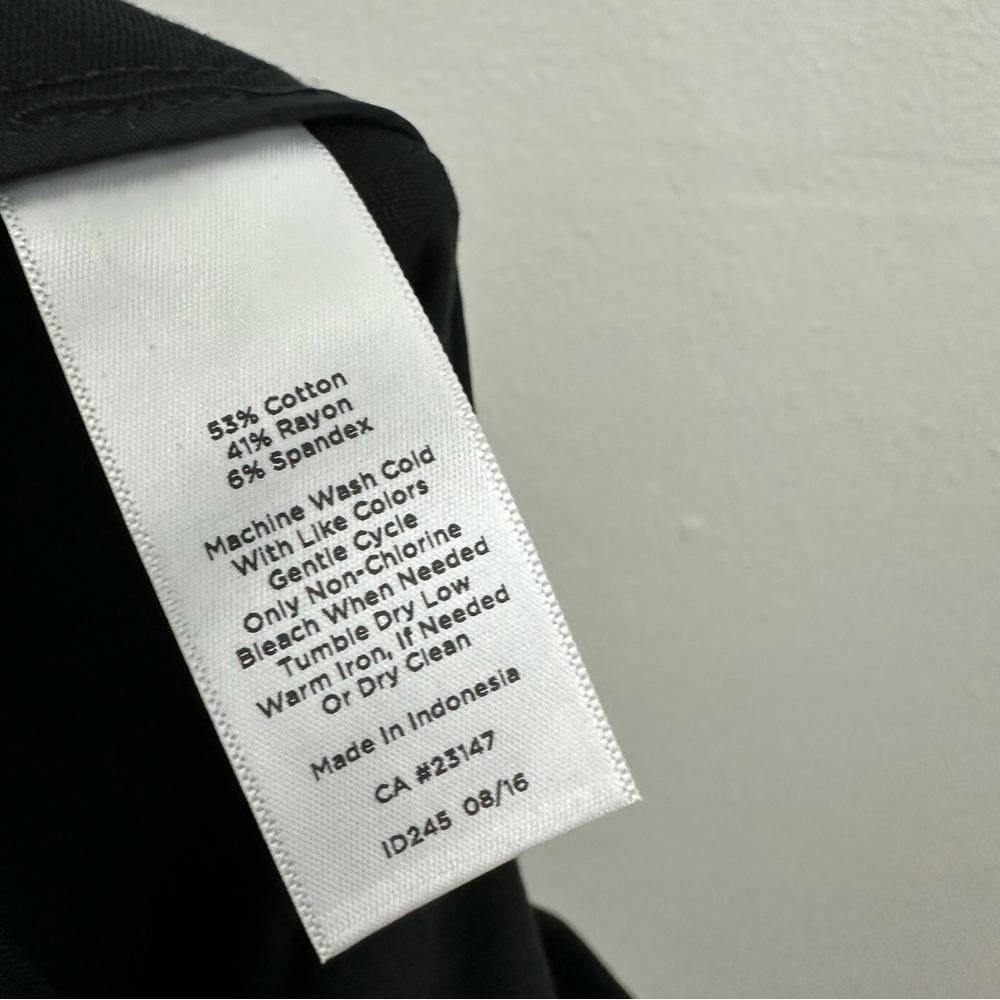 53% Cotton
41% Rayon
6% Spandex
Machine Wash Cold
With Like Colors
Gentle Cycle
Only Non-Chlorine
Bleach When Needed
Tumble Dry Low
Warm Iron, If Needed
Or Dry Clean
Made In Indonesia
CA #23147
ID245 08/16